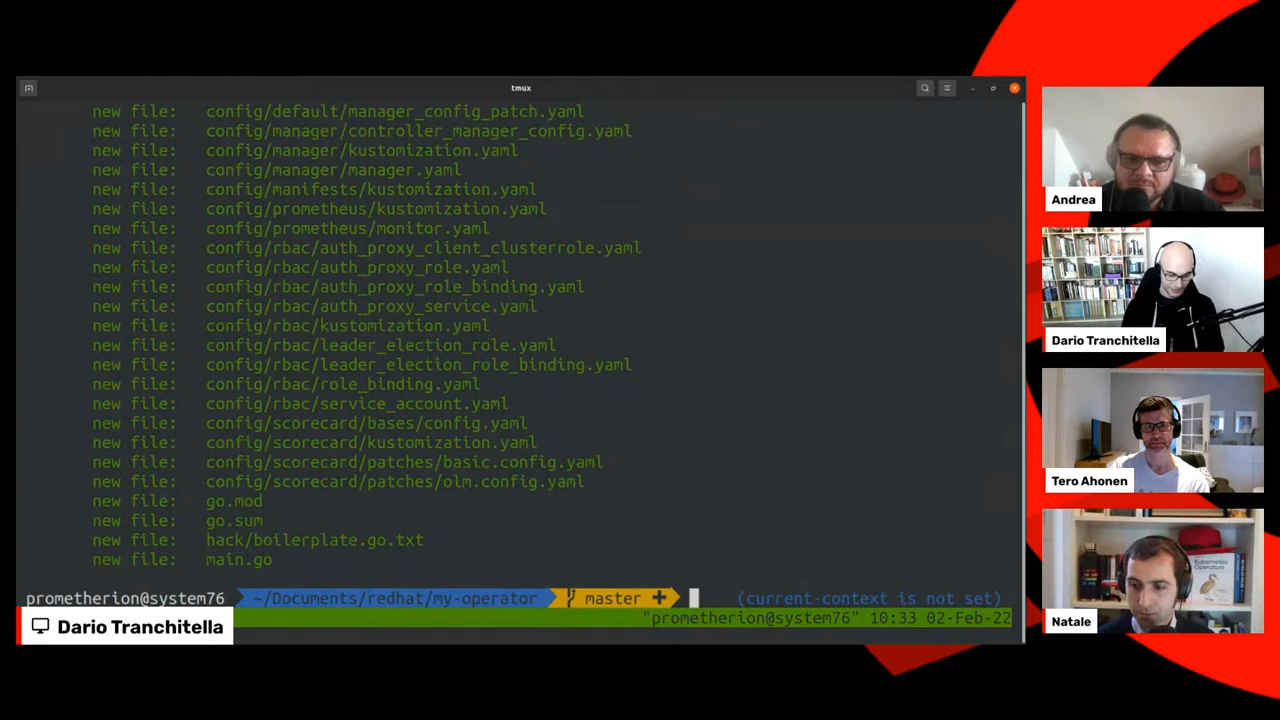 tmux
new file: config/default/manager_config_patch.yaml
new file: config/manager/controller_manager_config.yaml
new file: config/manager/kustomization.yaml
new file: config/manager/manager.yaml
new file: config/manifests/kustomization.yaml
new file: config/prometheus/kustomization.yaml
new file: config/prometheus/monitor.yaml
new file: config/rbac/auth_proxy_client_clusterrole.yaml
new file: config/rbac/auth_proxy_role.yaml
new file: config/rbac/auth_proxy_role_binding.yaml
new file: config/rbac/auth_proxy_service.yaml
new file: config/rbac/kustomization.yaml
new file: config/rbac/leader_election_role.yaml
new file: config/rbac/leader_election_role_binding.yaml
new file: config/rbac/role_binding.yaml
new file: config/rbac/service_account.yaml
new file: config/scorecard/bases/config.yaml
new file: config/scorecard/kustomization.yaml
new file: config/scorecard/patches/basic.config.yaml
new file: config/scorecard/patches/olm.config.yaml
new file: go.mod
new file: go.sum
new file: hack/boilerplate.go.txt
new file: main.go
prometherion@system76 ~/Documents/redhat/my-operator master + (current-context is not set)
"prometherion@system76" 10:33 02-Feb-22
Dario Tranchitella
Andrea
Dario Tranchitella
Tero Ahonen
Kubernetes
Operators
Natale